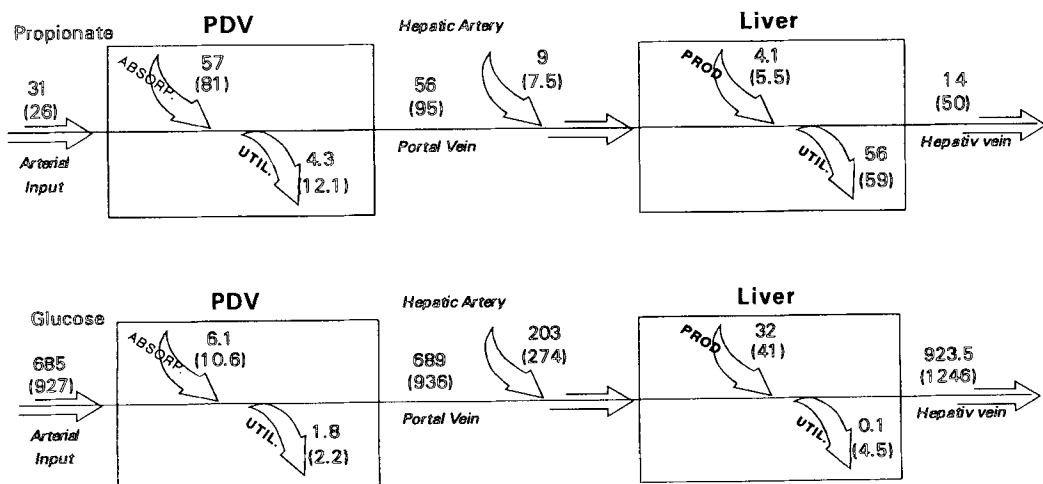 PDV
Hepatic Artery
Liver
Propionate
ABSORP.
57
(81)
9
(7.5)
PROD
4.1
(5.5)
31
(26)
56
(95)
14
(50)
Arterial
Input
UTIL.
4.3
(12.1)
Portal Vein
UTIL.
56
(59)
Hepativ vein
PDV
Hepatic Artery
Liver
Glucose
ABSORP.
6.1
(10.6)
203
(274)
PROD
32
(41)
685
(927)
689
(936)
923.5
(1246)
Arterial
Input
UTIL.
1.8
(2.2)
Portal Vein
UTIL.
0.1
(4.5)
Hepativ vein